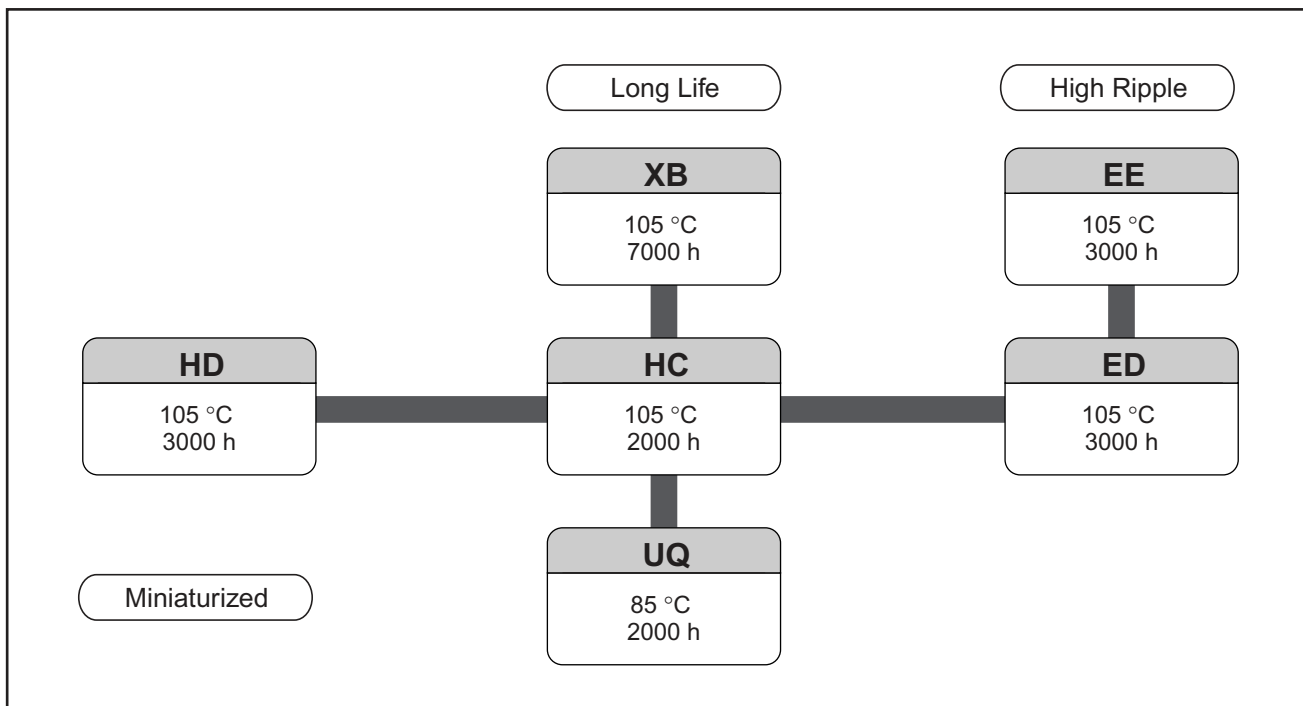 Long Life
High Ripple
XB
105 °C
7000 h
EE
105 °C
3000 h
HD
105 °C
3000 h
HC
105 °C
2000 h
ED
105 °C
3000 h
UQ
85 °C
2000 h
Miniaturized